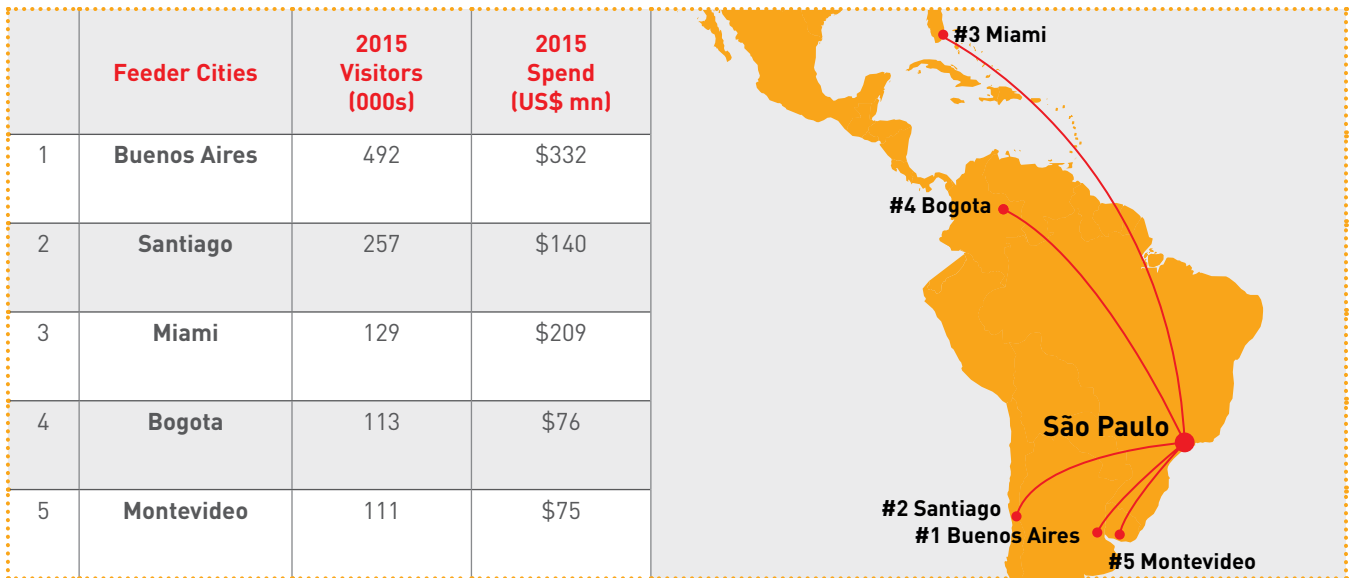 Feeder Cities
2015
Visitors
(000s)
2015
Spend
(US$ mn)
1 Buenos Aires 492 $332
2 Santiago 257 $140
3 Miami 129 $209
4 Bogota 113 $76
5 Montevideo 111 $75
#3 Miami
#4 Bogota
São Paulo
#2 Santiago
#1 Buenos Aires
#5 Montevideo